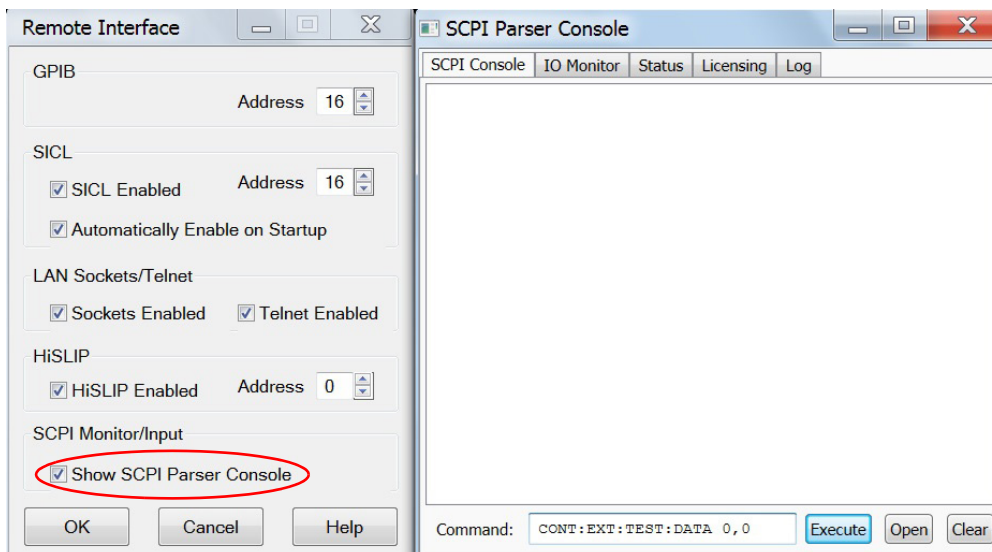 Remote Interface
GPIB
Address 16
SICL
SICL Enabled Address 16
Automatically Enable on Startup
LAN Sockets/Telnet
Sockets Enabled Telnet Enabled
HiSLIP
HiSLIP Enabled Address 0
SCPI Monitor/Input
Show SCPI Parser Console
OK Cancel Help
SCPI Parser Console
SCPI Console IO Monitor Status Licensing Log
Command: CONT:EXT:TEST:DATA 0,0 Execute Open Clear